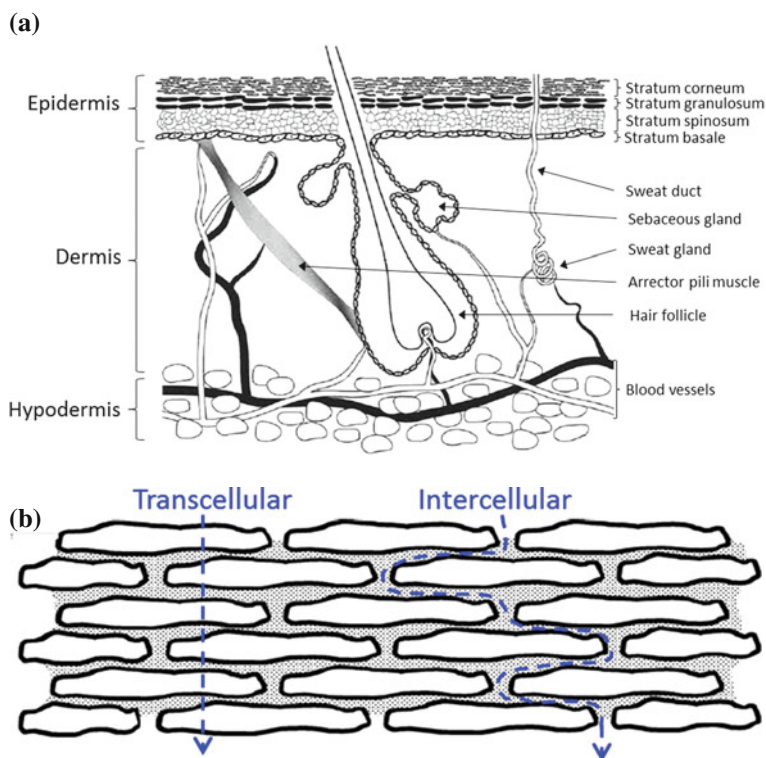 (a)
Epidermis
Stratum corneum
Stratum granulosum
Stratum spinosum
Stratum basale
Dermis
Sweat duct
Sebaceous gland
Sweat gland
Arrector pili muscle
Hair follicle
Hypodermis
Blood vessels
(b)
Transcellular
Intercellular